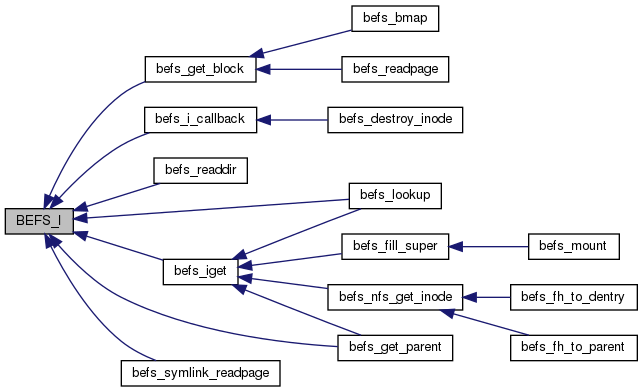 befs_bmap
befs_get_block
befs_readpage
befs_i_callback
befs_destroy_inode
befs_readdir
befs_lookup
BEFS_I
befs_fill_super
befs_mount
befs_iget
befs_nfs_get_inode
befs_fh_to_dentry
befs_get_parent
befs_fh_to_parent
befs_symlink_readpage